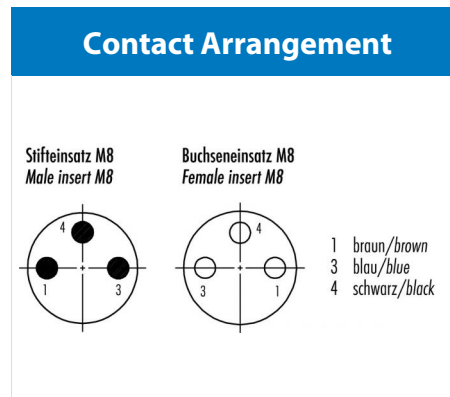 Contact Arrangement
Stifteinsatz M8
Male insert M8
Buchseneinsatz M8
Female insert M8
4
1
3
4
3
1
1 braun/brown
3 blau/blue
4 schwarz/black